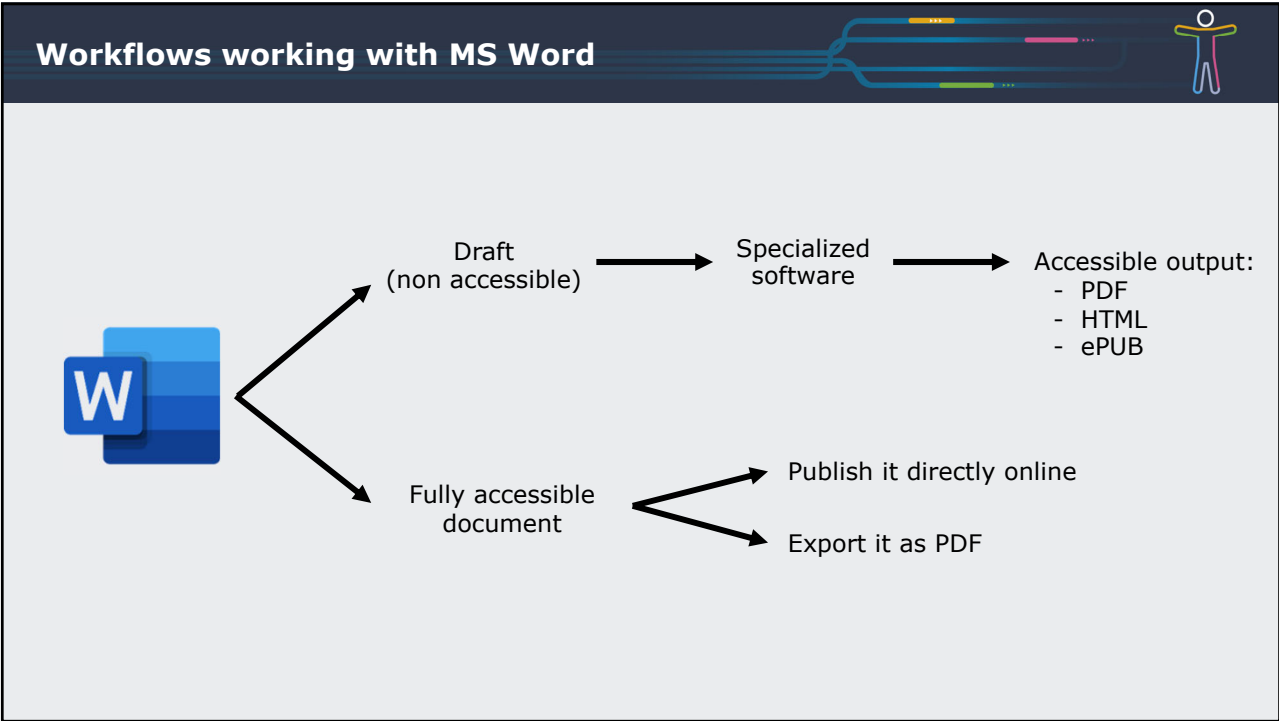 Workflows working with MS Word
Draft
(non accessible)
Specialized
software
Accessible output:
- PDF
- HTML
- ePUB
W
Fully accessible
document
Publish it directly online
Export it as PDF